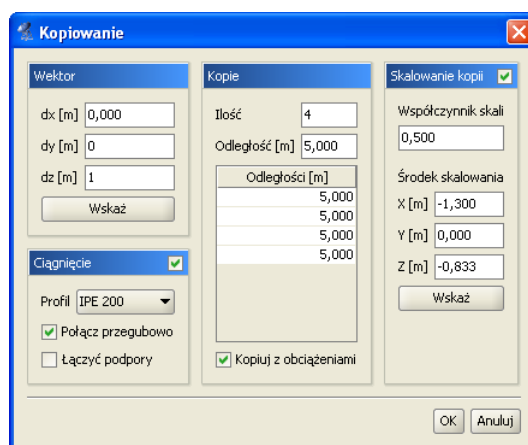 Kopiowanie
Wektor
dx [m] 0,000
dy [m] 0
dz [m] 1
Wskaż
Ciągnięcie
Profil IPE 200
Połącz przegubowo
Łączyć podpory
Kopie
Ilość 4
Odległość [m] 5,000
Odległości [m]
5,000
5,000
5,000
5,000
Kopiuj z obciążeniami
Skalowanie kopii
Współczynnik skali
0,500
Środek skalowania
X [m] -1,300
Y [m] 0,000
Z [m] -0,833
Wskaż
OK Anuluj